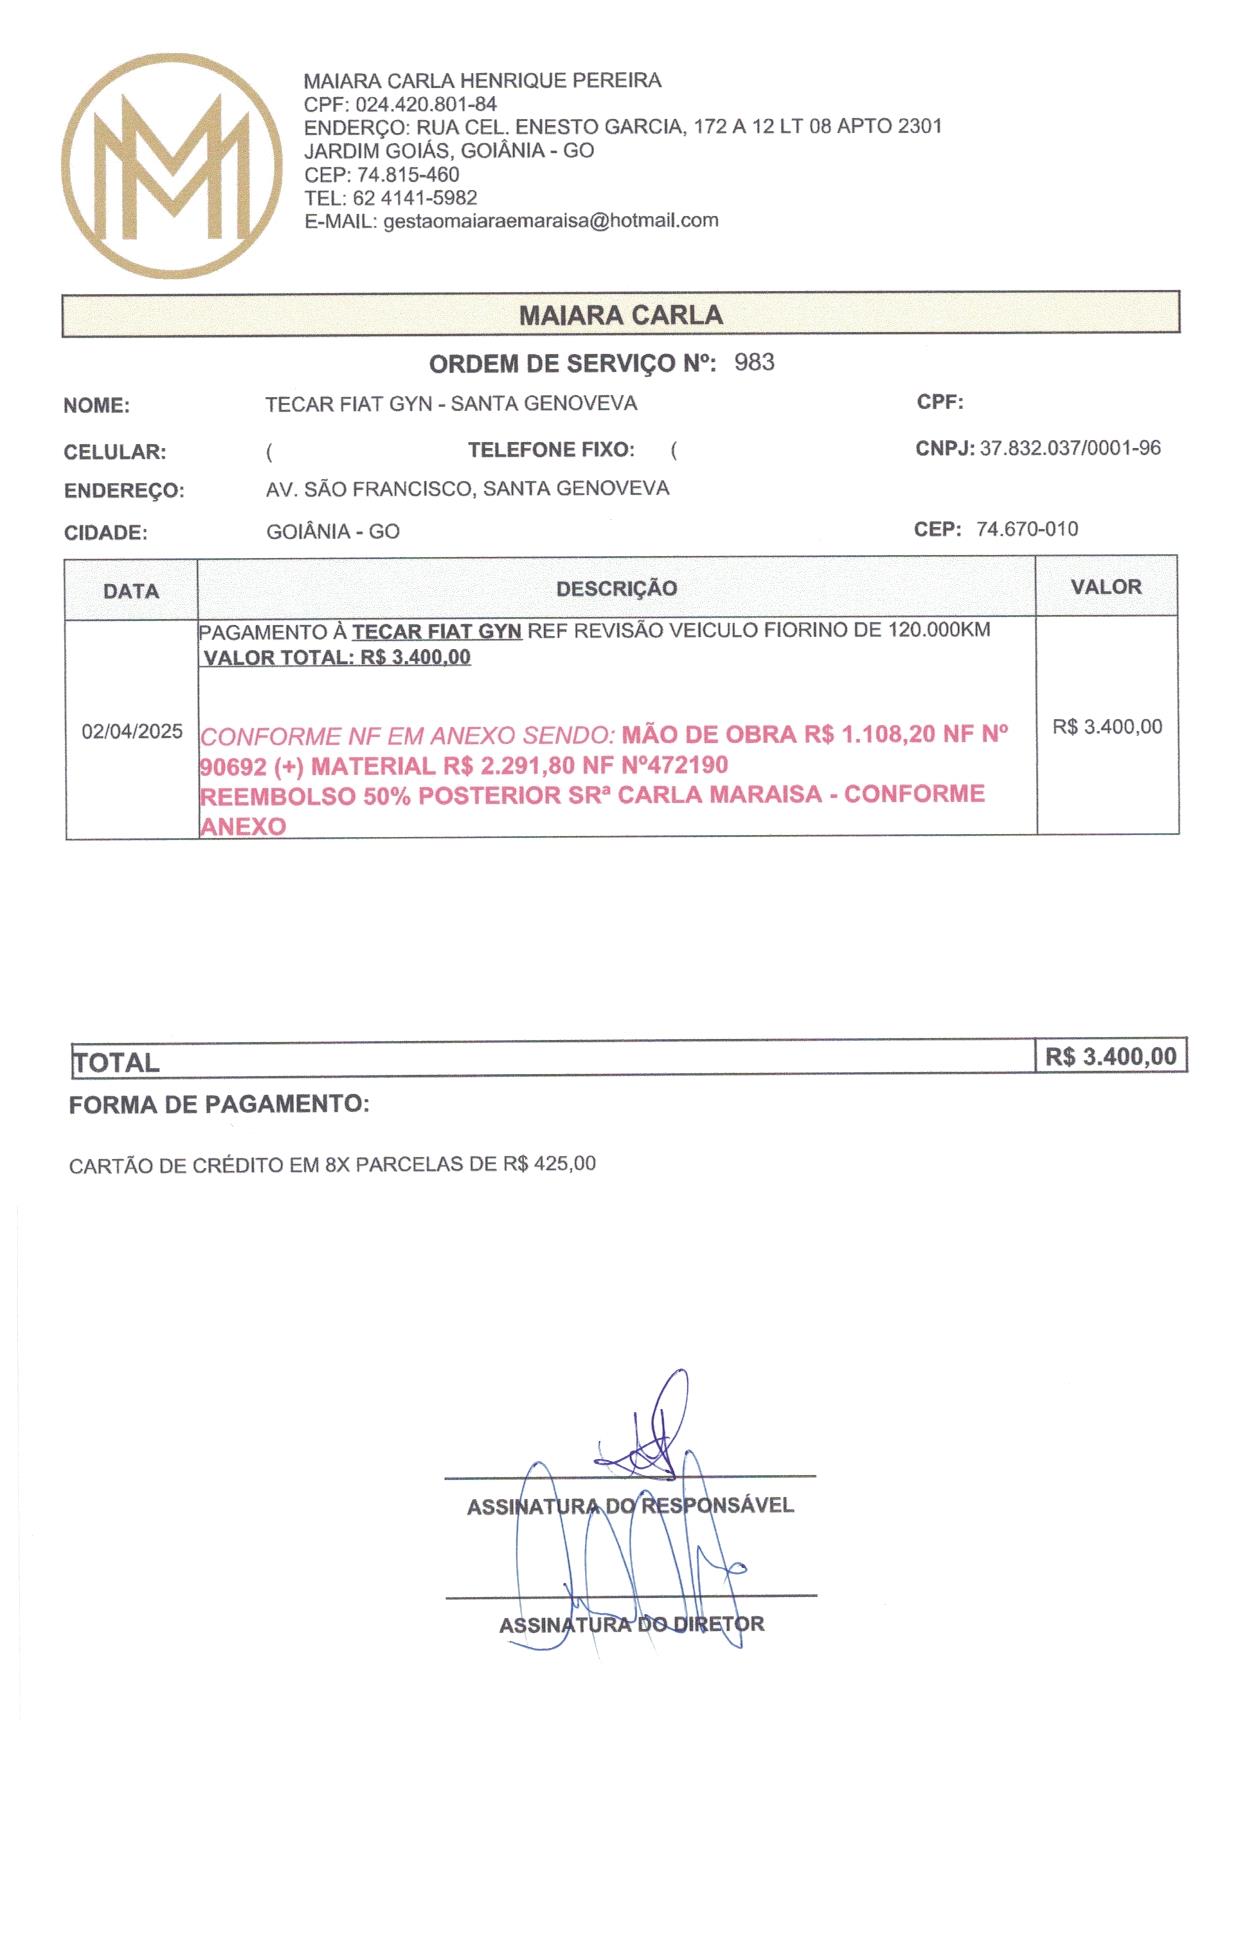 MM
MAIARA CARLA HENRIQUE PEREIRA
CPF: 024.420.801-84
ENDERÇO: RUA CEL. ENESTO GARCIA, 172 A 12 LT 08 APTO 2301
JARDIM GOIÁS, GOIÂNIA - GO
CEP: 74.815-460
TEL: 62 4141-5982
E-MAIL: gestaomaiaraemaraisa@hotmail.com
MAIARA CARLA
ORDEM DE SERVIÇO Nº: 983
NOME: TECAR FIAT GYN - SANTA GENOVEVA CPF:
CELULAR: ( TELEFONE FIXO: ( CNPJ: 37.832.037/0001-96
ENDEREÇO: AV. SÃO FRANCISCO, SANTA GENOVEVA
CIDADE: GOIÂNIA - GO CEP: 74.670-010
DATA DESCRIÇÃO VALOR
PAGAMENTO À TECAR FIAT GYN REF REVISÃO VEICULO FIORINO DE 120.000KM
VALOR TOTAL: R$ 3.400,00
02/04/2025 CONFORME NF EM ANEXO SENDO: MÃO DE OBRA R$ 1.108,20 NF Nº R$ 3.400,00
90692 (+) MATERIAL R$ 2.291,80 NF Nº472190
REEMBOLSO 50% POSTERIOR SRª CARLA MARAISA - CONFORME
ANEXO
TOTAL R$ 3.400,00
FORMA DE PAGAMENTO:
CARTÃO DE CRÉDITO EM 8X PARCELAS DE R$ 425,00
ASSINATURA DO RESPONSÁVEL
ASSINATURA DO DIRETOR